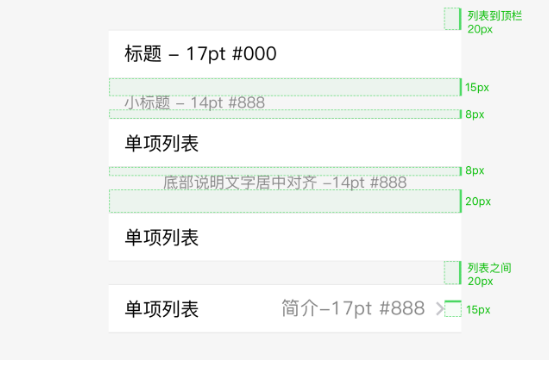 列表到顶栏
20px
标题 - 17pt #000
15px
小标题 - 14pt #888
8px
单项列表
8px
底部说明文字居中对齐 -14pt #888
20px
单项列表
列表之间
20px
单项列表 简介-17pt #888
15px